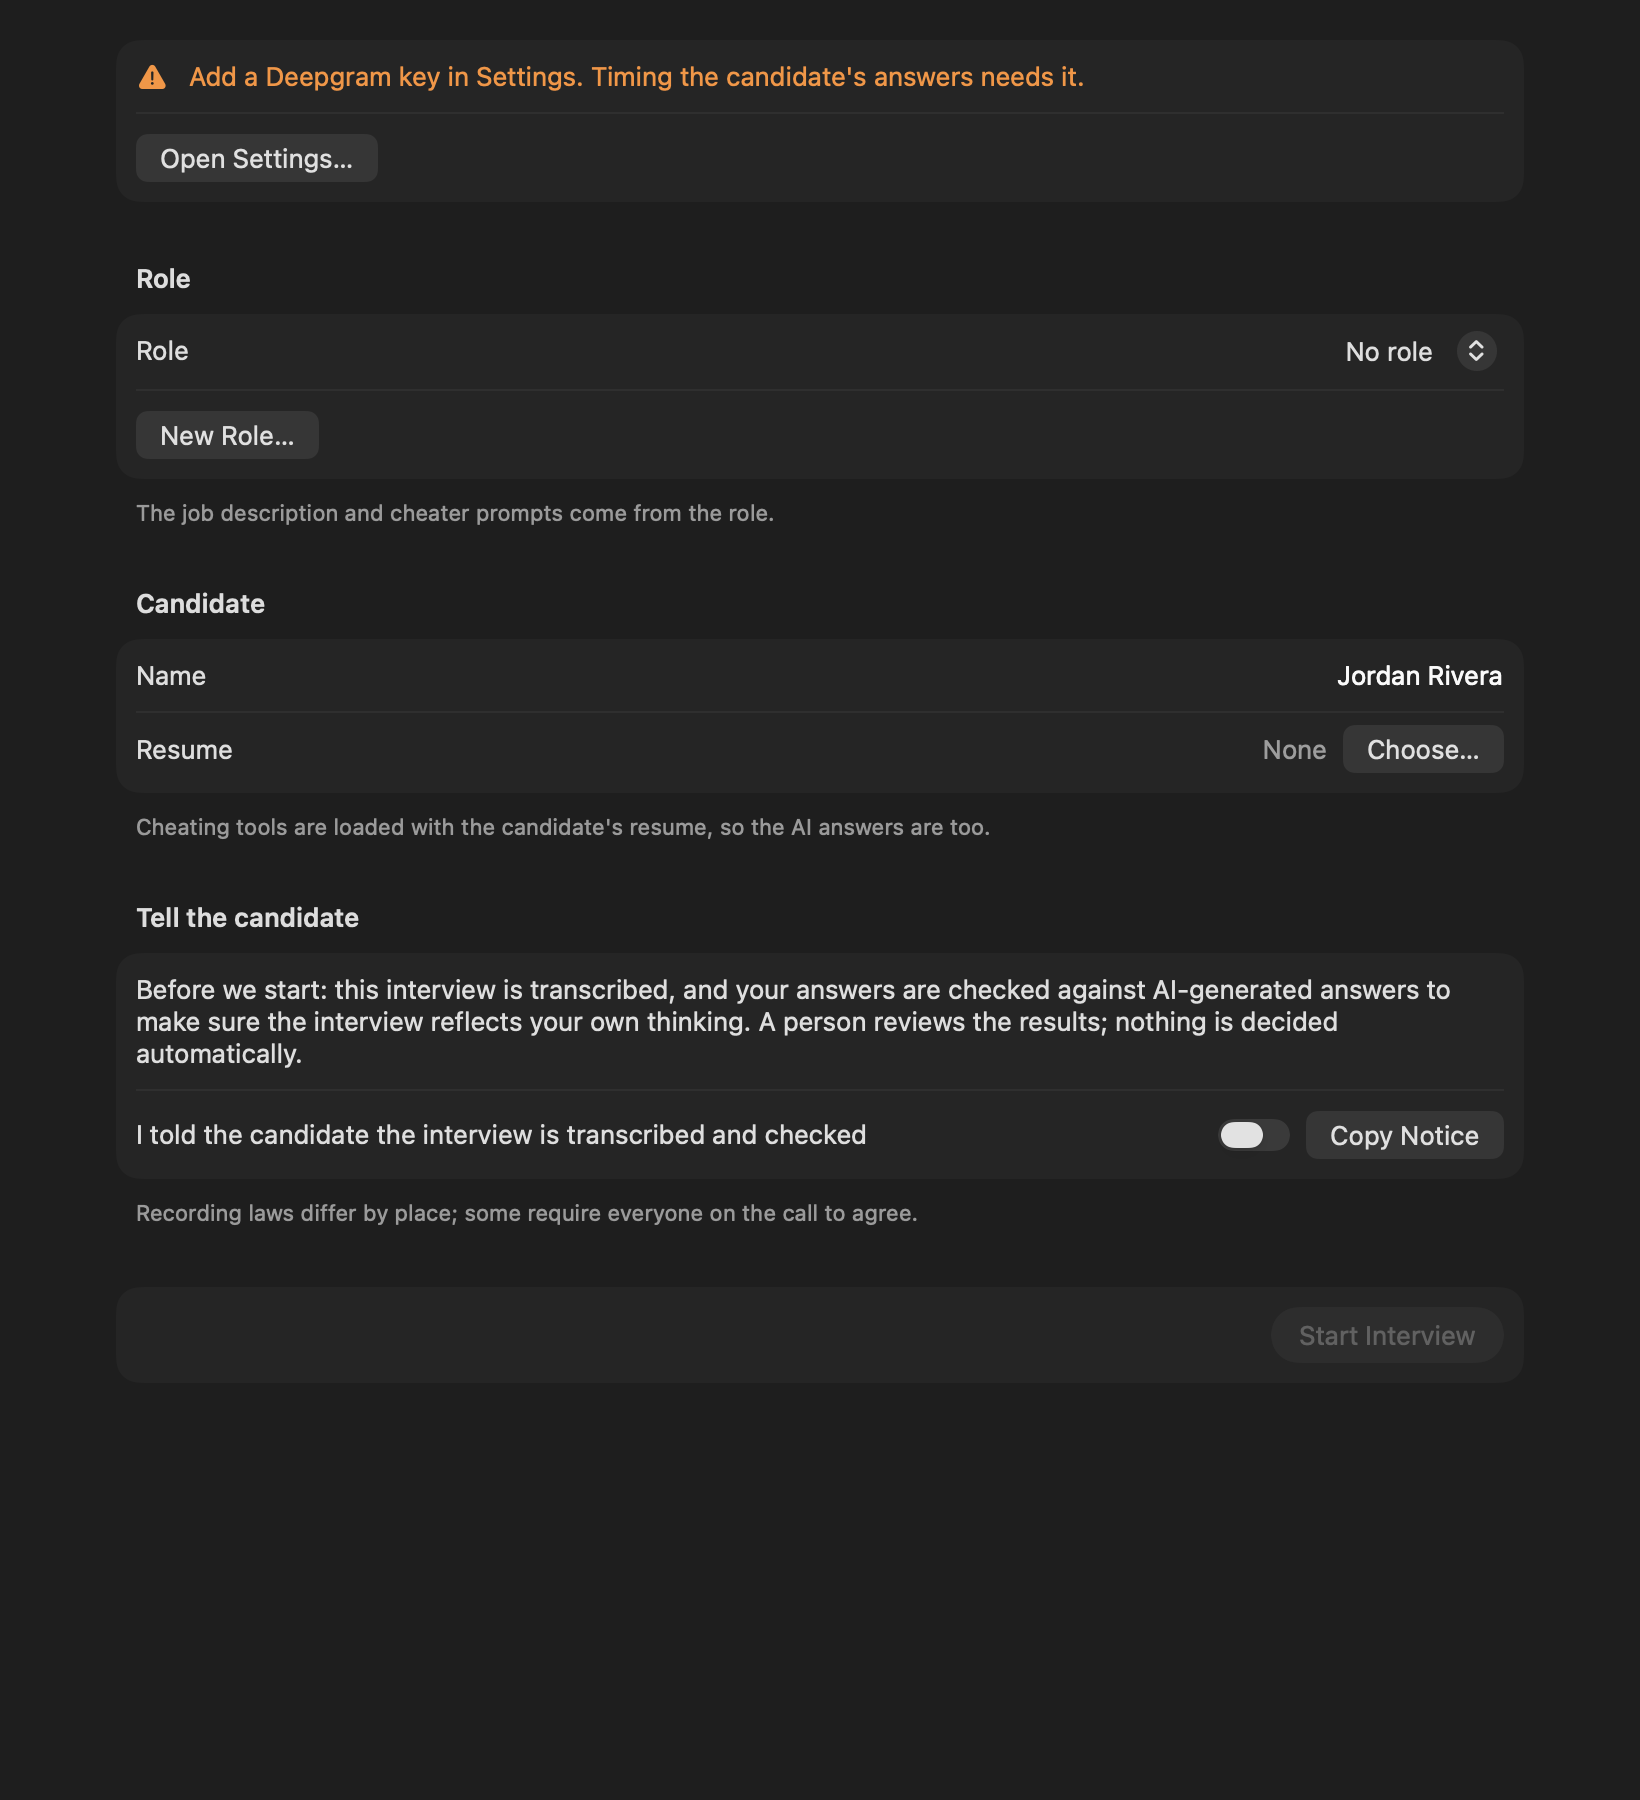 Add a Deepgram key in Settings. Timing the candidate's answers needs it.
Open Settings...
Role
Role
No role
New Role...
The job description and cheater prompts come from the role.
Candidate
Name
Jordan Rivera
Resume
None
Choose...
Cheating tools are loaded with the candidate's resume, so the AI answers are too.
Tell the candidate
Before we start: this interview is transcribed, and your answers are checked against AI-generated answers to
make sure the interview reflects your own thinking. A person reviews the results; nothing is decided
automatically.
I told the candidate the interview is transcribed and checked
Copy Notice
Recording laws differ by place; some require everyone on the call to agree.
Start Interview